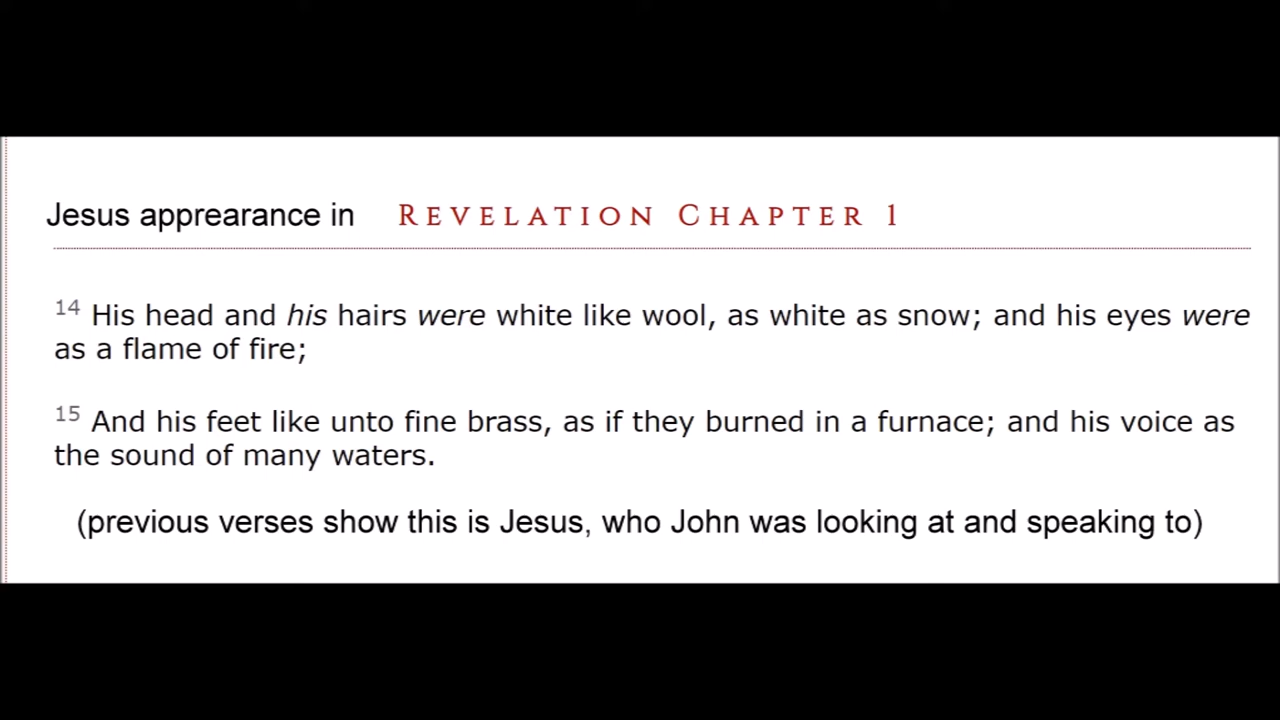 Jesus apprearance in REVELATION CHAPTER 1
14 His head and his hairs were white like wool, as white as snow; and his eyes were
as a flame of fire;
15 And his feet like unto fine brass, as if they burned in a furnace; and his voice as
the sound of many waters.
(previous verses show this is Jesus, who John was looking at and speaking to)